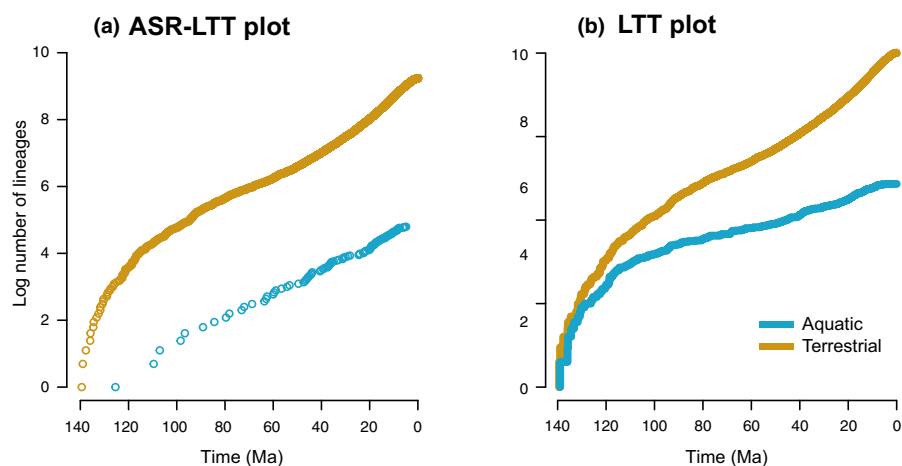 (a) ASR-LTT plot
10
8
6
4
2
0
Log number of lineages
140 120 100 80 60 40 20 0
Time (Ma)
(b) LTT plot
10
8
6
4
2
0
Aquatic
Terrestrial
140 120 100 80 60 40 20 0
Time (Ma)